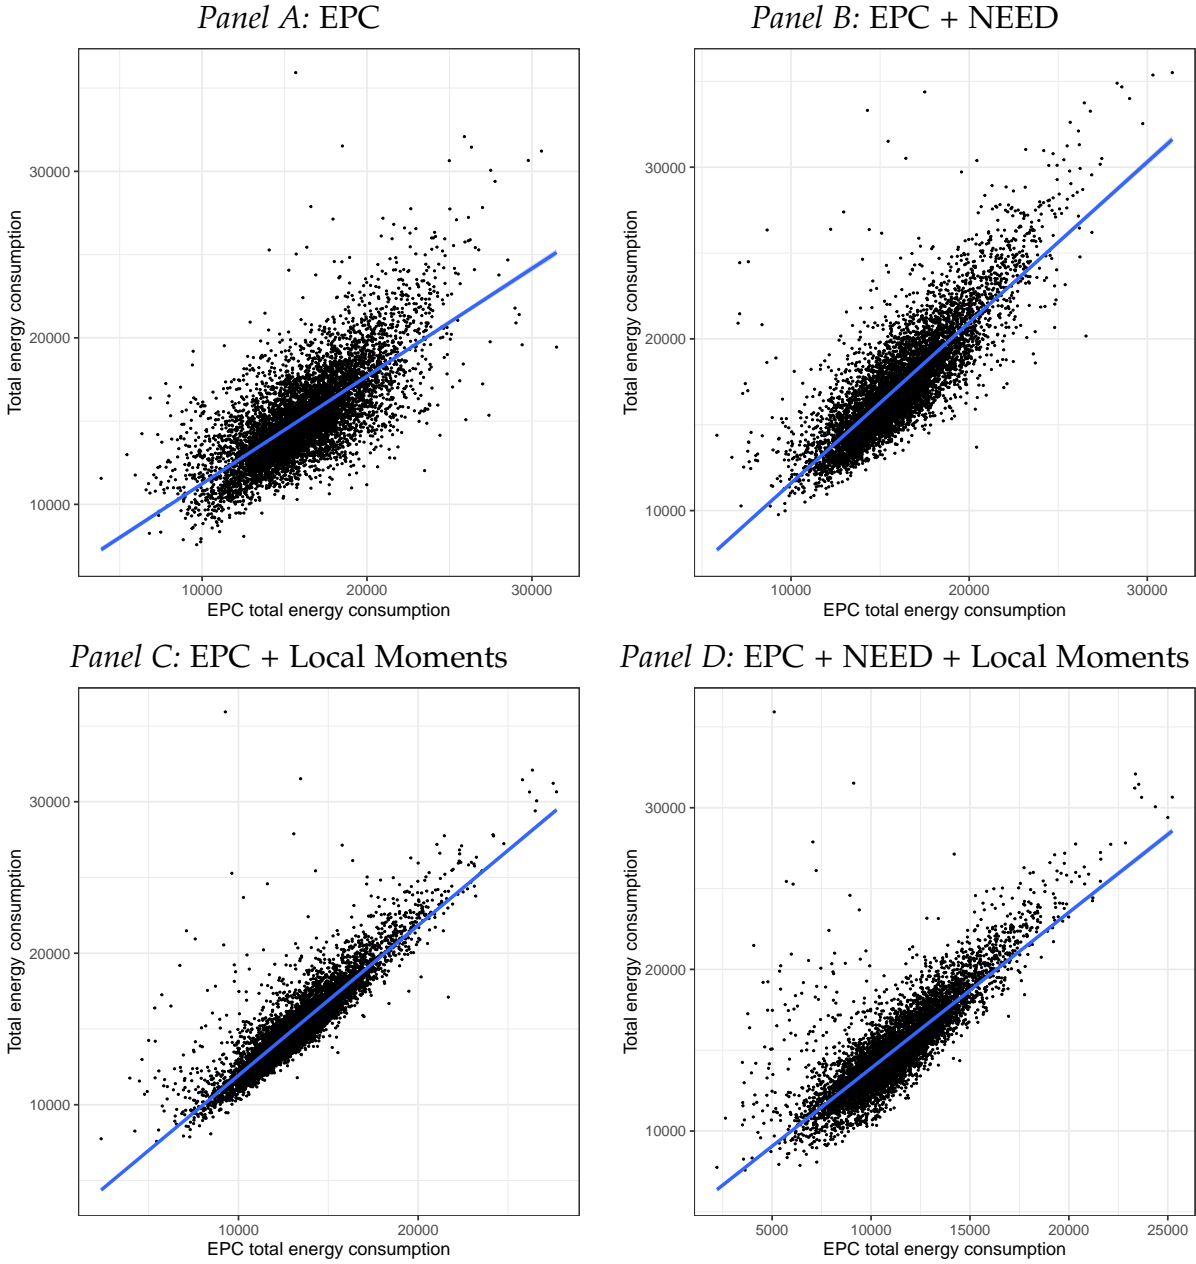 Panel A: EPC
Panel B: EPC + NEED
Total energy consumption
30000
20000
10000
10000
20000
30000
EPC total energy consumption
Total energy consumption
30000
20000
10000
10000
20000
30000
EPC total energy consumption
Panel C: EPC + Local Moments
Panel D: EPC + NEED + Local Moments
Total energy consumption
30000
20000
10000
10000
20000
EPC total energy consumption
Total energy consumption
30000
20000
10000
5000
10000
15000
20000
25000
EPC total energy consumption